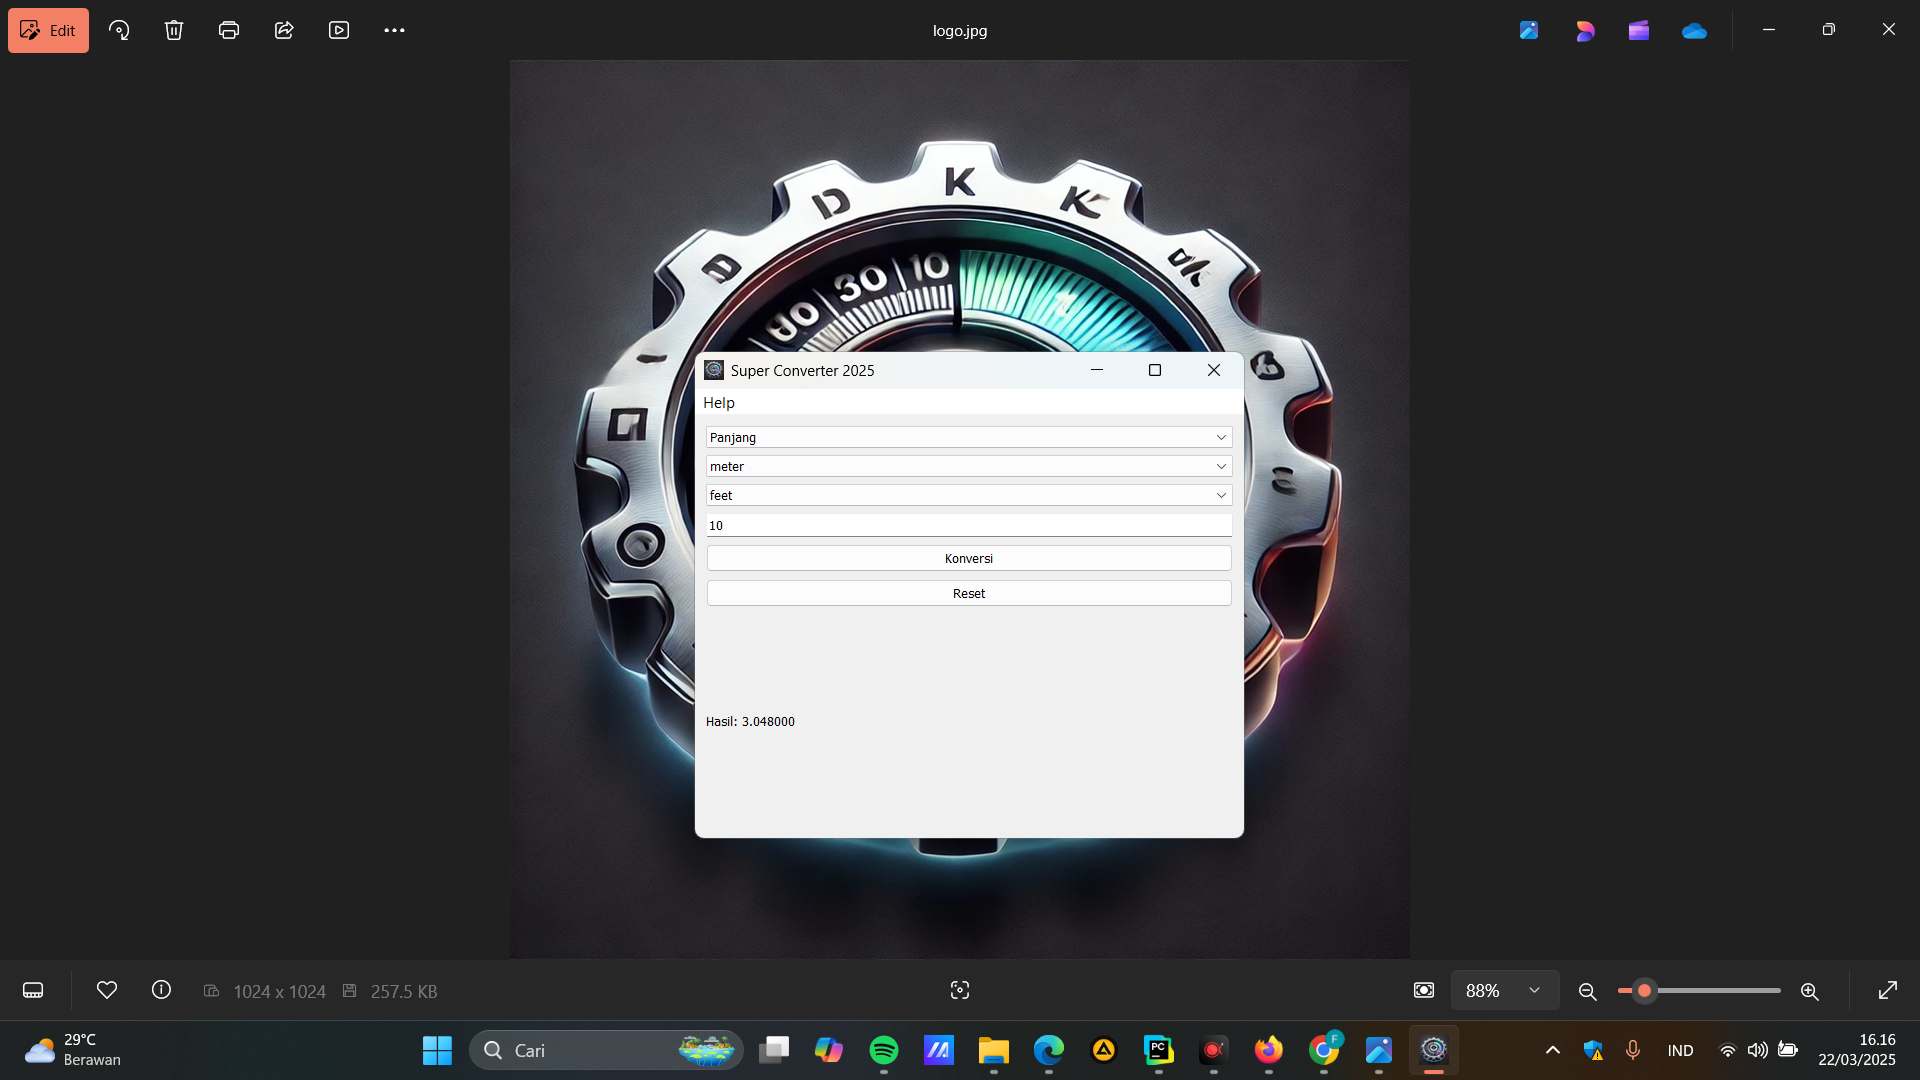 Edit
logo.jpg
D K K
30 10
Super Converter 2025
Help
Panjang
meter
feet
10
Konversi
Reset
Hasil: 3.048000
1024 x 1024
257.5 KB
88%
29°C
Berawan
Cari
PC
F
IND
16.16
22/03/2025